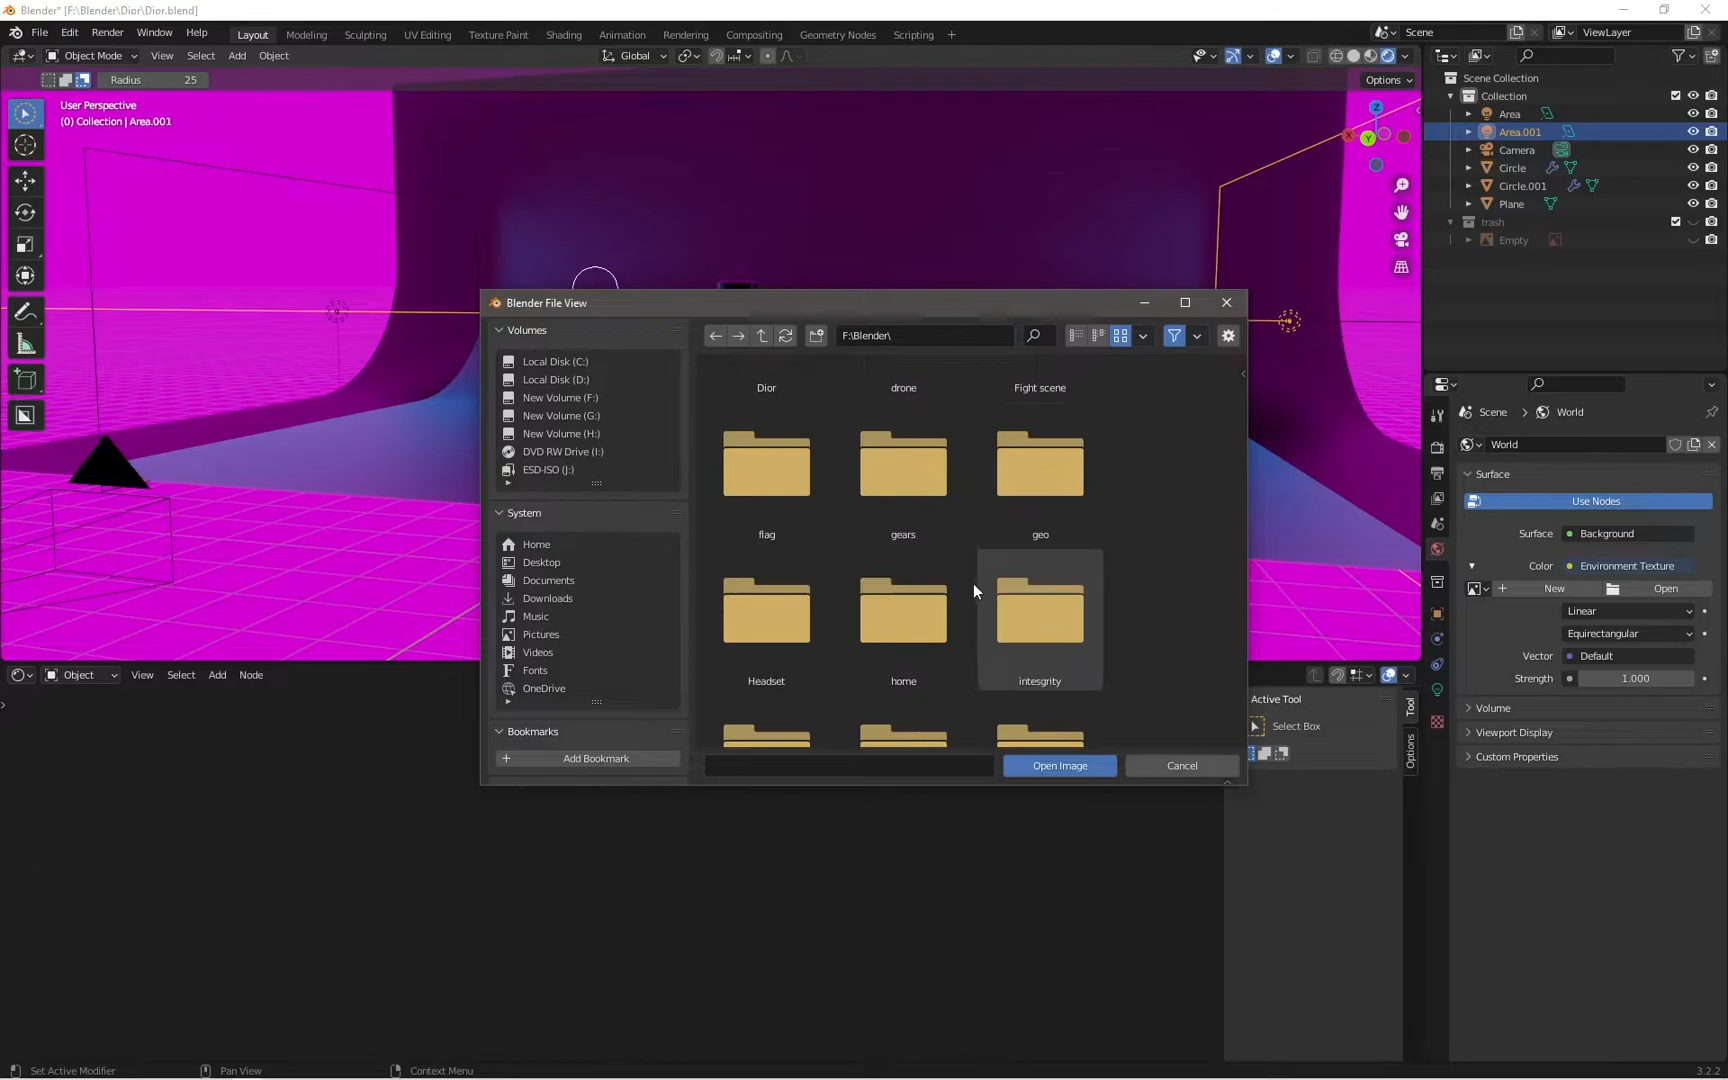 Blender* [F:\Blender\Dior\Dior.blend]
File Edit Render Window Help Layout Modeling Sculpting UV Editing Texture Paint Shading Animation Rendering Compositing Geometry Nodes Scripting + Scene ViewLayer
Object Mode View Select Add Object Global Options
Radius 25
User Perspective
(0) Collection | Area.001
Z
X
Y
Scene Collection
Collection
Area
Area.001
Camera
Circle
Circle.001
Plane
trash
Empty
Blender File View
Volumes
Local Disk (C:)
Local Disk (D:)
New Volume (F:)
New Volume (G:)
New Volume (H:)
DVD RW Drive (I:)
ESD-ISO (J:)
System
Home
Desktop
Documents
Downloads
Music
Pictures
Videos
Fonts
OneDrive
Bookmarks
Add Bookmark
F:\Blender\
Dior drone Fight scene
flag gears geo
Headset home intesgrity
Open Image Cancel
Scene World
World
Surface
Use Nodes
Surface Background
Color Environment Texture
New Open
Linear
Equirectangular
Vector Default
Strength 1.000
Volume
Viewport Display
Custom Properties
Object View Select Add Node
Active Tool
Select Box
Tool
Options
Set Active Modifier Pan View Context Menu 3.2.2